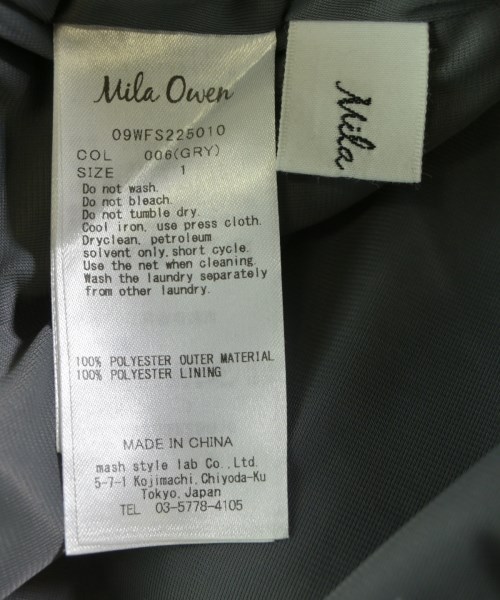 Mila Owen
09WFS225010
COL 006(GRY)
SIZE 1
Do not wash.
Do not bleach.
Do not tumble dry.
Cool iron, use press cloth.
Dryclean, petroleum
solvent only, short cycle.
Use the net when cleaning.
Wash the laundry separately
from other laundry.
100% POLYESTER OUTER MATERIAL
100% POLYESTER LINING
MADE IN CHINA
mash style lab Co., Ltd.
5-7-1 Kojimachi, Chiyoda-Ku
Tokyo, Japan
TEL 03-5778-4105
Mila